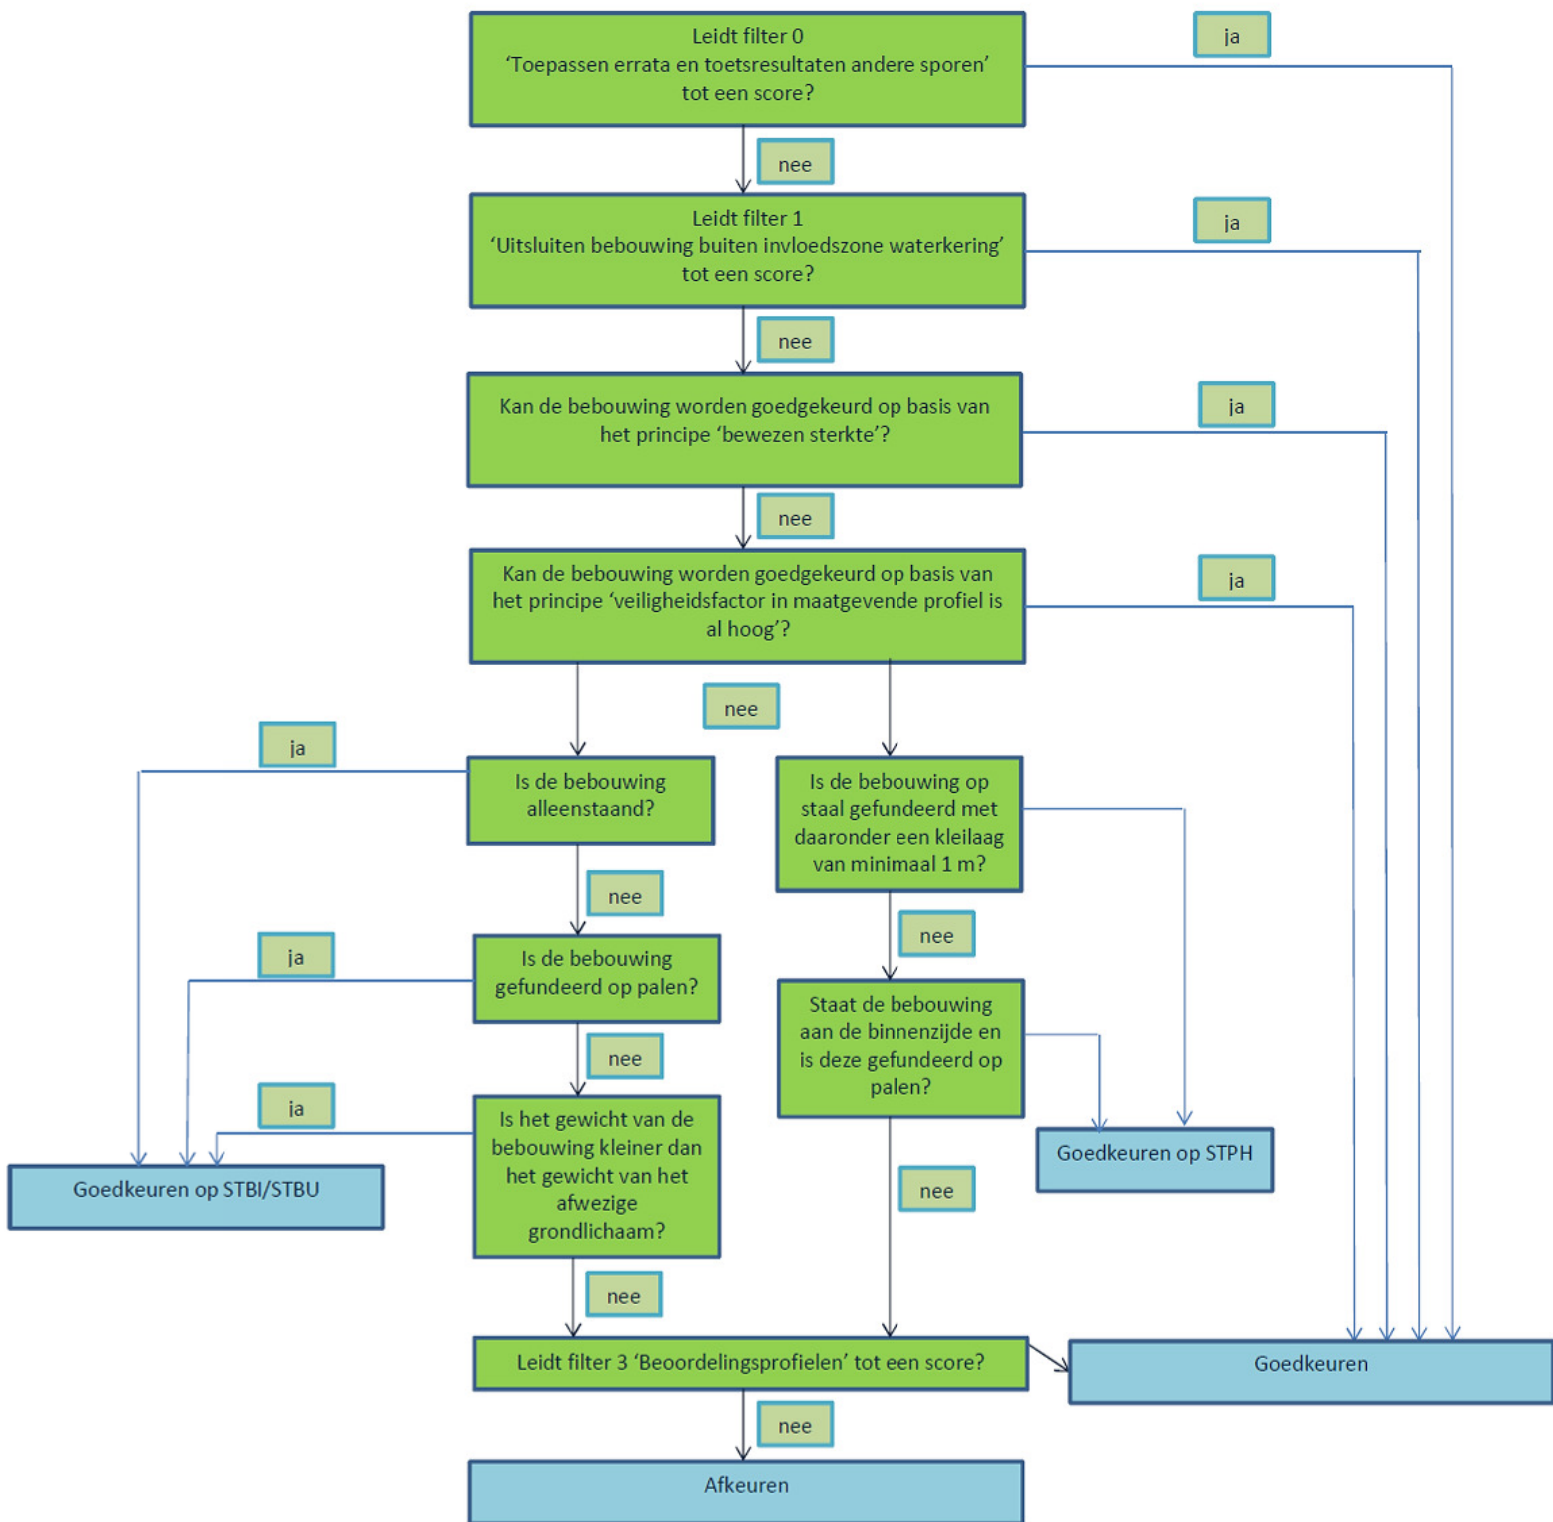 Leidt filter 0
‘Toepassen errata en toetsresultaten andere sporen’
tot een score?
ja
nee
Leidt filter 1
‘Uitsluiten bebouwing buiten invloedszone waterkering’
tot een score?
ja
nee
Kan de bebouwing worden goedgekeurd op basis van
het principe ‘bewezen sterkte’?
ja
nee
Kan de bebouwing worden goedgekeurd op basis van
het principe ‘veiligheidsfactor in maatgevende profiel is
al hoog’?
ja
nee
ja
Is de bebouwing
alleenstaand?
nee
ja
Is de bebouwing
gefundeerd op palen?
nee
ja
Is het gewicht van de
bebouwing kleiner dan
het gewicht van het
afwezige
grondlichaam?
Goedkeuren op STBI/STBU
nee
Is de bebouwing op
staal gefundeerd met
daaronder een kleilaag
van minimaal 1 m?
nee
Staat de bebouwing
aan de binnenzijde en
is deze gefundeerd op
palen?
Goedkeuren op STPH
nee
Leidt filter 3 ‘Beoordelingsprofielen’ tot een score?
Goedkeuren
nee
Afkeuren